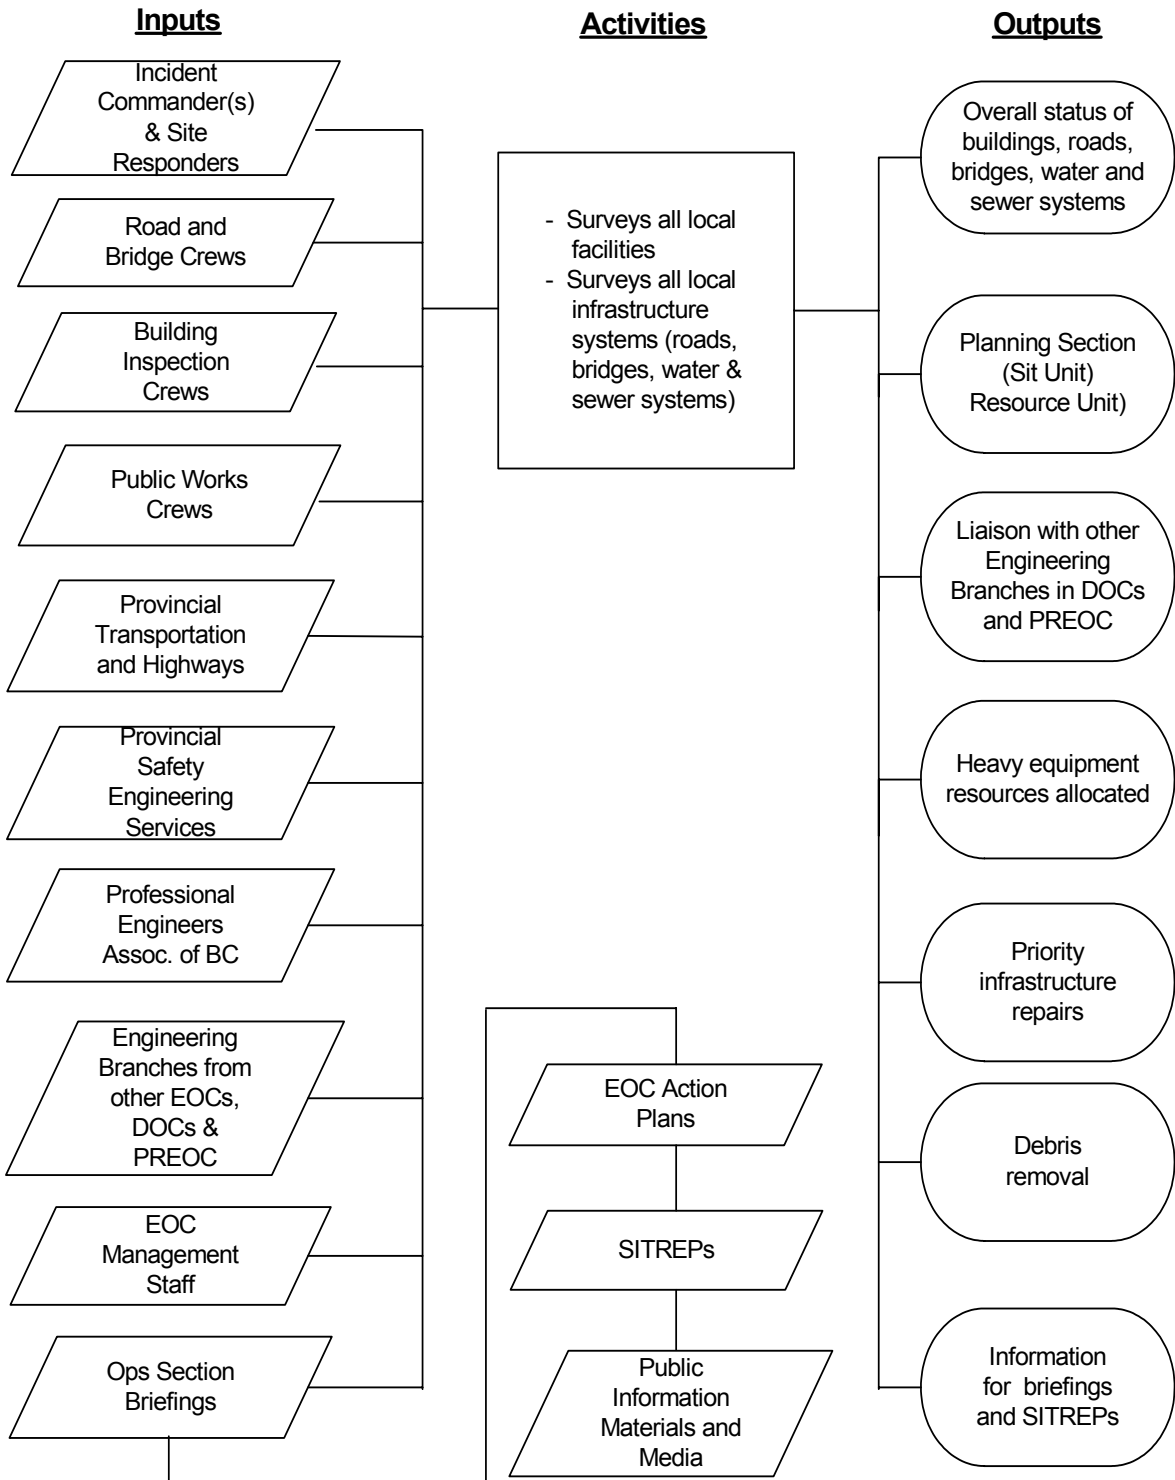 Inputs
Incident
Commander(s)
& Site
Responders
Road and
Bridge Crews
Building
Inspection
Crews
Public Works
Crews
Provincial
Transportation
and Highways
Provincial
Safety
Engineering
Services
Professional
Engineers
Assoc. of BC
Engineering
Branches from
other EOCs,
DOCs &
PREOC
EOC
Management
Staff
Ops Section
Briefings
Activities
- Surveys all local
facilities
- Surveys all local
infrastructure
systems (roads,
bridges, water &
sewer systems)
EOC Action
Plans
SITREPs
Public
Information
Materials and
Media
Outputs
Overall status of
buildings, roads,
bridges, water and
sewer systems
Planning Section
(Sit Unit)
Resource Unit)
Liaison with other
Engineering
Branches in DOCs
and PREOC
Heavy equipment
resources allocated
Priority
infrastructure
repairs
Debris
removal
Information
for briefings
and SITREPs